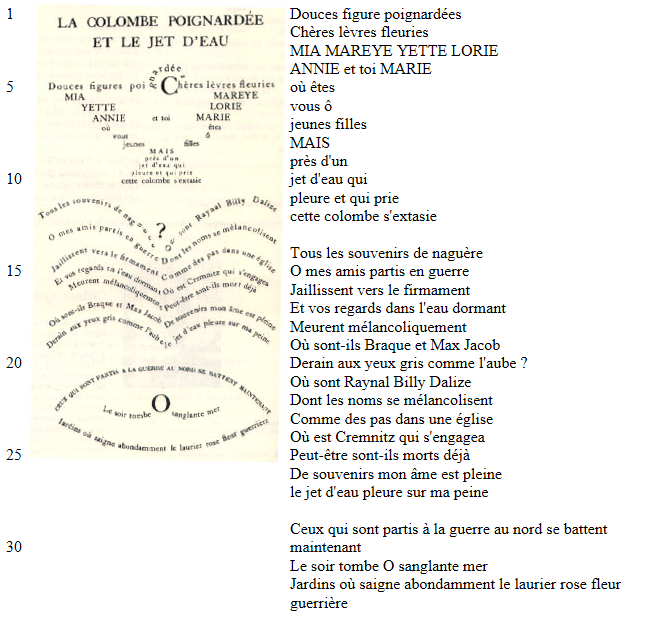 1
5
10
15
20
25
30
LA COLOMBE POIGNARDÉE
ET LE JET D'EAU
Douces figures poignardée Chères lèvres fleuries
MIA MAREYE
YETTE LORIE
ANNIE et toi MARIE
où êtes
vous ô
jeunes filles
MAIS
près d'un
jet d'eau qui
pleure et qui prie
cette colombe s'extasie
Tous les souvenirs de naguère ? Où sont Raynal Billy Dalize
O mes amis partis en guerre Dont les noms se mélancolisent
Jaillissent vers le firmament Comme des pas dans une église
Et vos regards en l'eau dormant Où est Cremnitz qui s'engagea
Meurent mélancoliquement Peut-être sont-ils morts déjà
Où sont-ils Braque et Max Jacob De souvenirs mon âme est pleine
Derain aux yeux gris comme l'aube Le jet d'eau pleure sur ma peine
CEUX QUI SONT PARTIS À LA GUERRE AU NORD SE BATTENT MAINTENANT
Le soir tombe O sanglante mer
Jardins où saigne abondamment le laurier rose fleur guerrière
Douces figure poignardées
Chères lèvres fleuries
MIA MAREYE YETTE LORIE
ANNIE et toi MARIE
où êtes
vous ô
jeunes filles
MAIS
près d'un
jet d'eau qui
pleure et qui prie
cette colombe s'extasie
Tous les souvenirs de naguère
O mes amis partis en guerre
Jaillissent vers le firmament
Et vos regards dans l'eau dormant
Meurent mélancoliquement
Où sont-ils Braque et Max Jacob
Derain aux yeux gris comme l'aube ?
Où sont Raynal Billy Dalize
Dont les noms se mélancolisent
Comme des pas dans une église
Où est Cremnitz qui s'engagea
Peut-être sont-ils morts déjà
De souvenirs mon âme est pleine
le jet d'eau pleure sur ma peine
Ceux qui sont partis à la guerre au nord se battent
maintenant
Le soir tombe O sanglante mer
Jardins où saigne abondamment le laurier rose fleur
guerrière